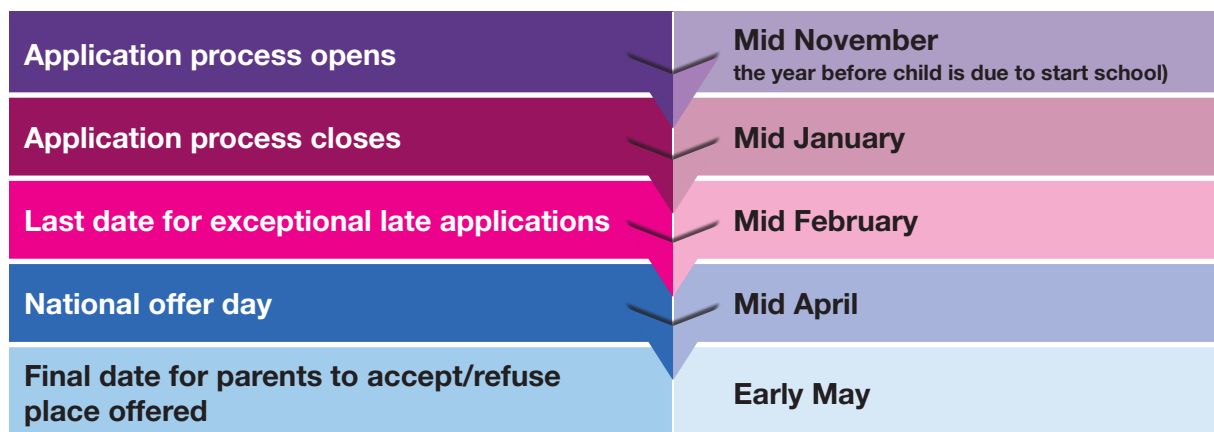 Application process opens
Mid November
the year before child is due to start school)
Application process closes
Mid January
Last date for exceptional late applications
Mid February
National offer day
Mid April
Final date for parents to accept/refuse
place offered
Early May